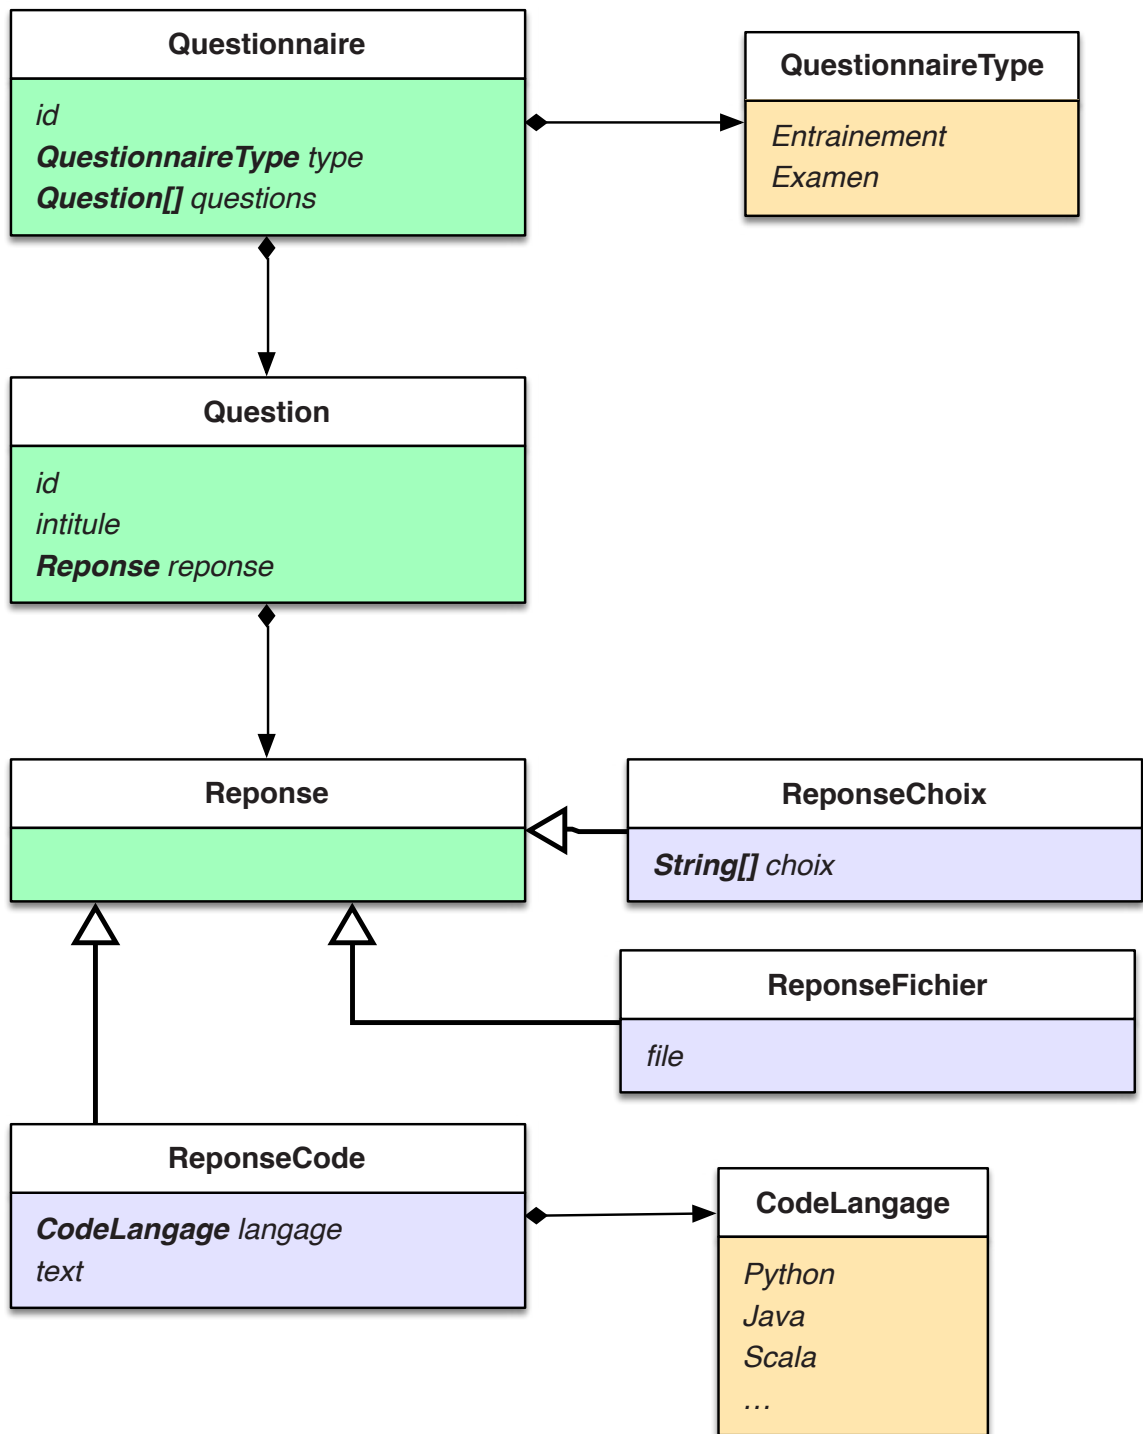 Questionnaire
id
QuestionnaireType type
Question[] questions
QuestionnaireType
Entrainement
Examen
Question
id
intitule
Reponse reponse
Reponse
ReponseChoix
String[] choix
ReponseFichier
file
ReponseCode
CodeLangage langage
text
CodeLangage
Python
Java
Scala
…